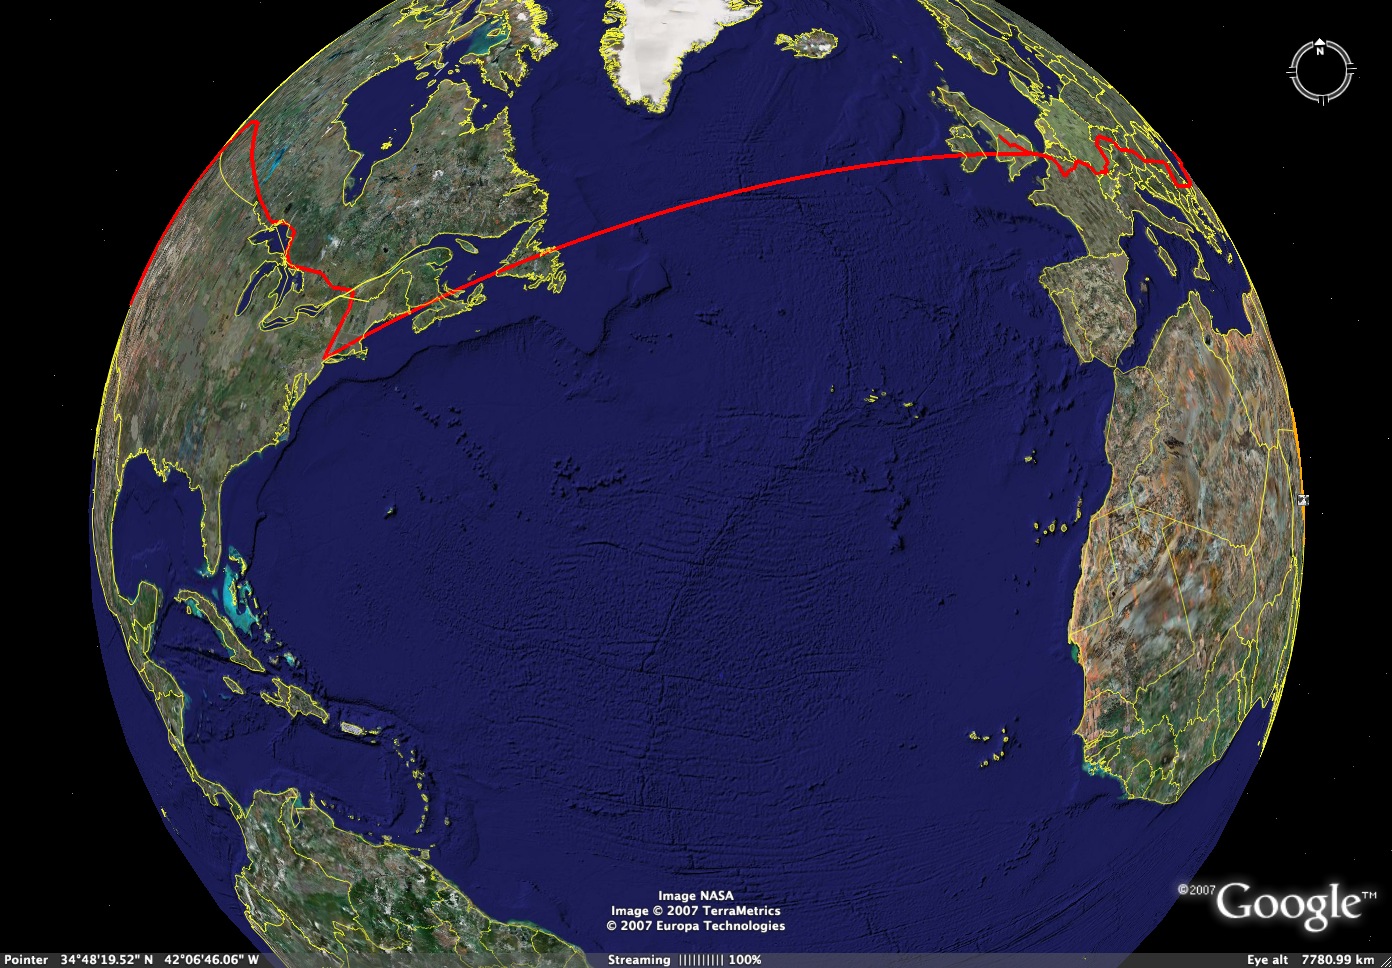 N
Image NASA
Image © 2007 TerraMetrics
© 2007 Europa Technologies
©2007 Google™
Pointer 34°48'19.52" N 42°06'46.06" W Streaming |||||||||| 100% Eye alt 7780.99 km